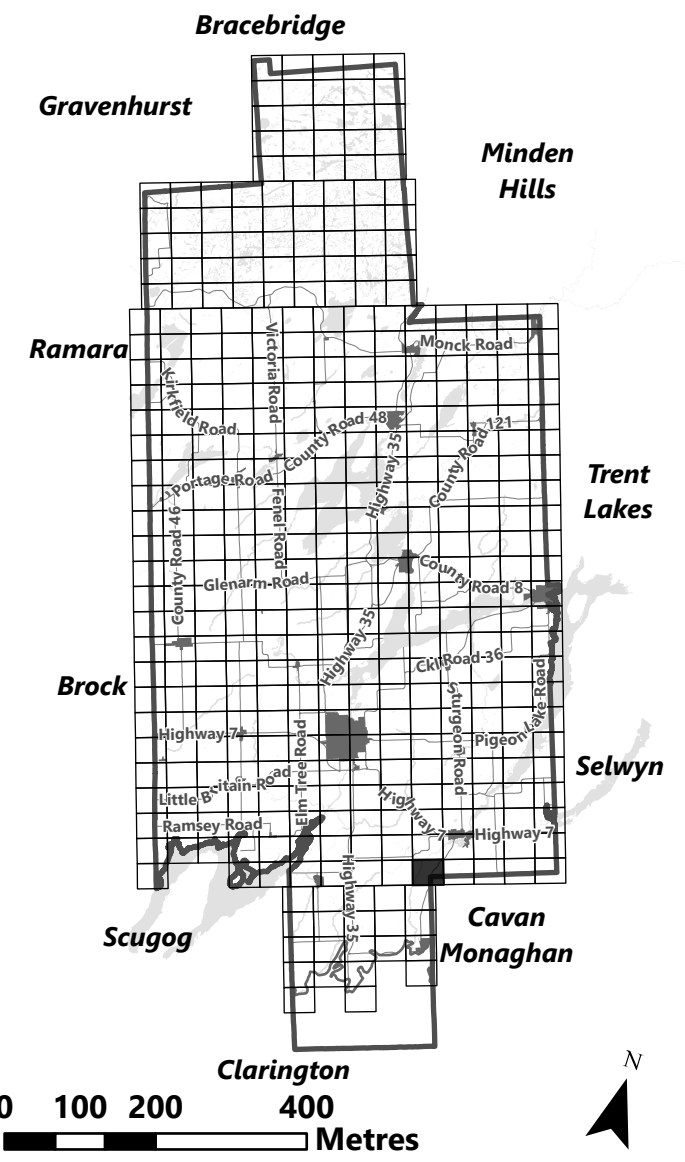 Bracebridge
Gravenhurst
Minden
Hills
Ramara
Victoria Road
Monck Road
Kirkfield Road
County Road 48
Highway 35
County Road 121
Portage Road
Trent
Lakes
County Road 46
Fenel Road
Glenarm Road
County Road 8
Highway 35
Ckl Road 36
Brock
Sturgeon Road
Pigeon Lake Road
Highway 7
Elm Tree Road
Selwyn
Little Britain Road
Highway 7
Ramsey Road
Highway 7
Highway 35
Scugog
Cavan
Monaghan
Clarington
N
0 100 200 400
Metres